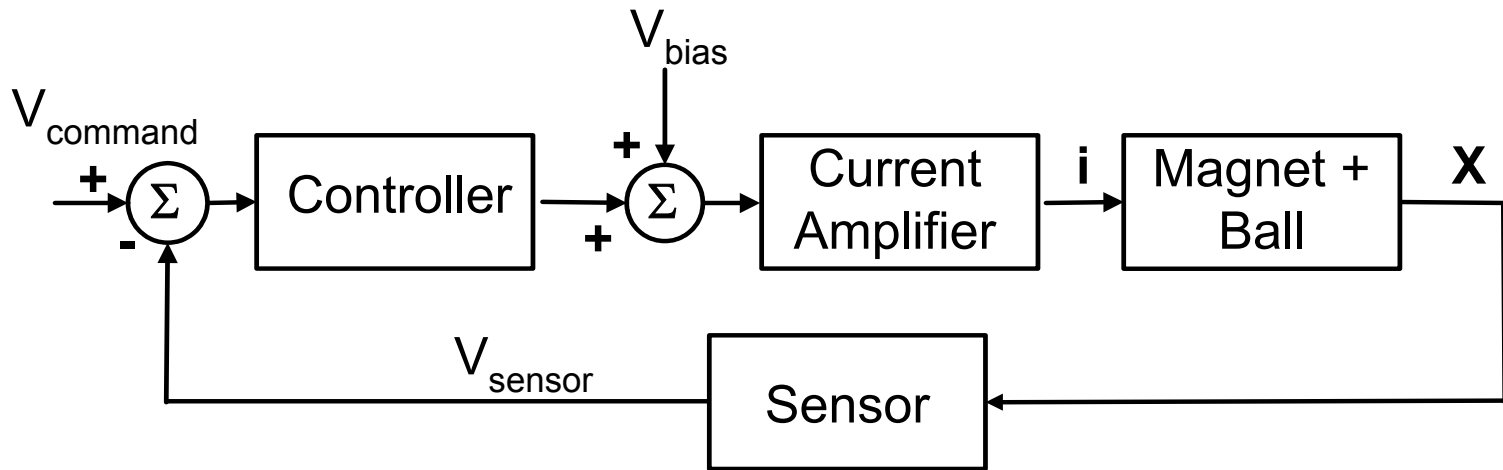 V_bias
V_command
+
-
Σ
Controller
+
+
Σ
Current
Amplifier
i
Magnet +
Ball
X
V_sensor
Sensor